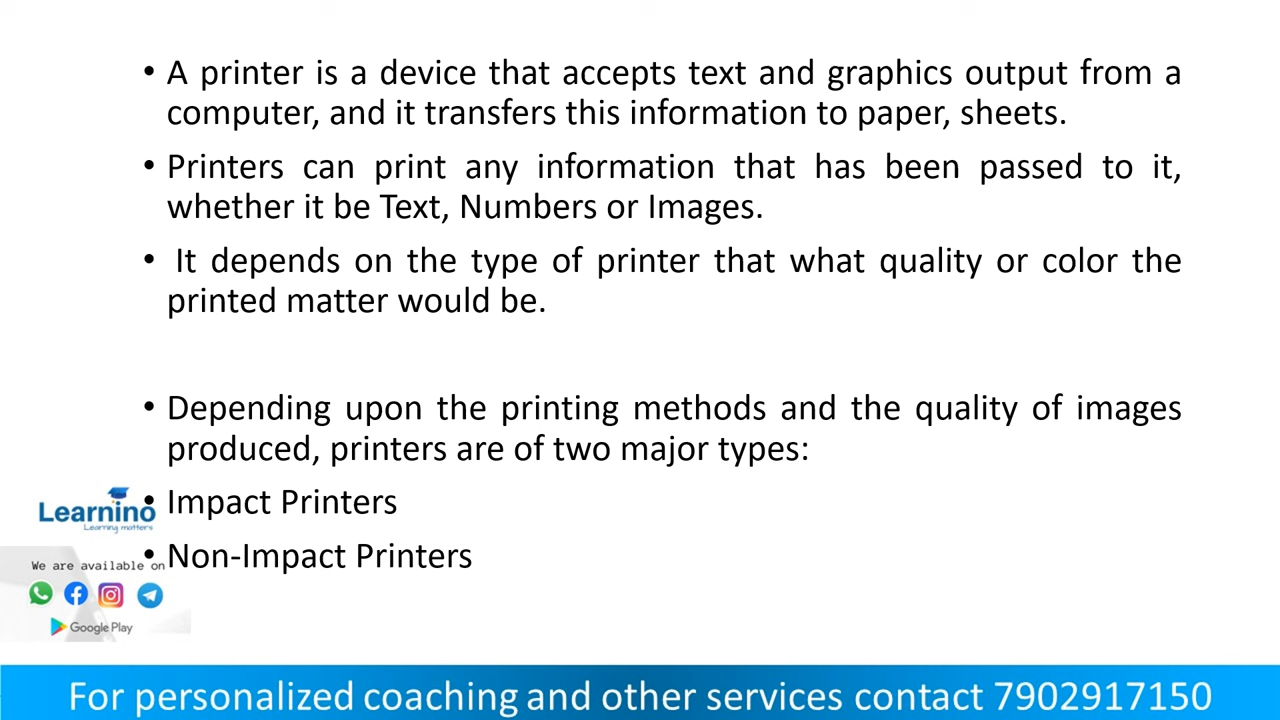 • A printer is a device that accepts text and graphics output from a
computer, and it transfers this information to paper, sheets.
• Printers can print any information that has been passed to it,
whether it be Text, Numbers or Images.
• It depends on the type of printer that what quality or color the
printed matter would be.
• Depending upon the printing methods and the quality of images
produced, printers are of two major types:
• Impact Printers
Learnino
Learning matters
• Non-Impact Printers
We are available on
Google Play
For personalized coaching and other services contact 7902917150